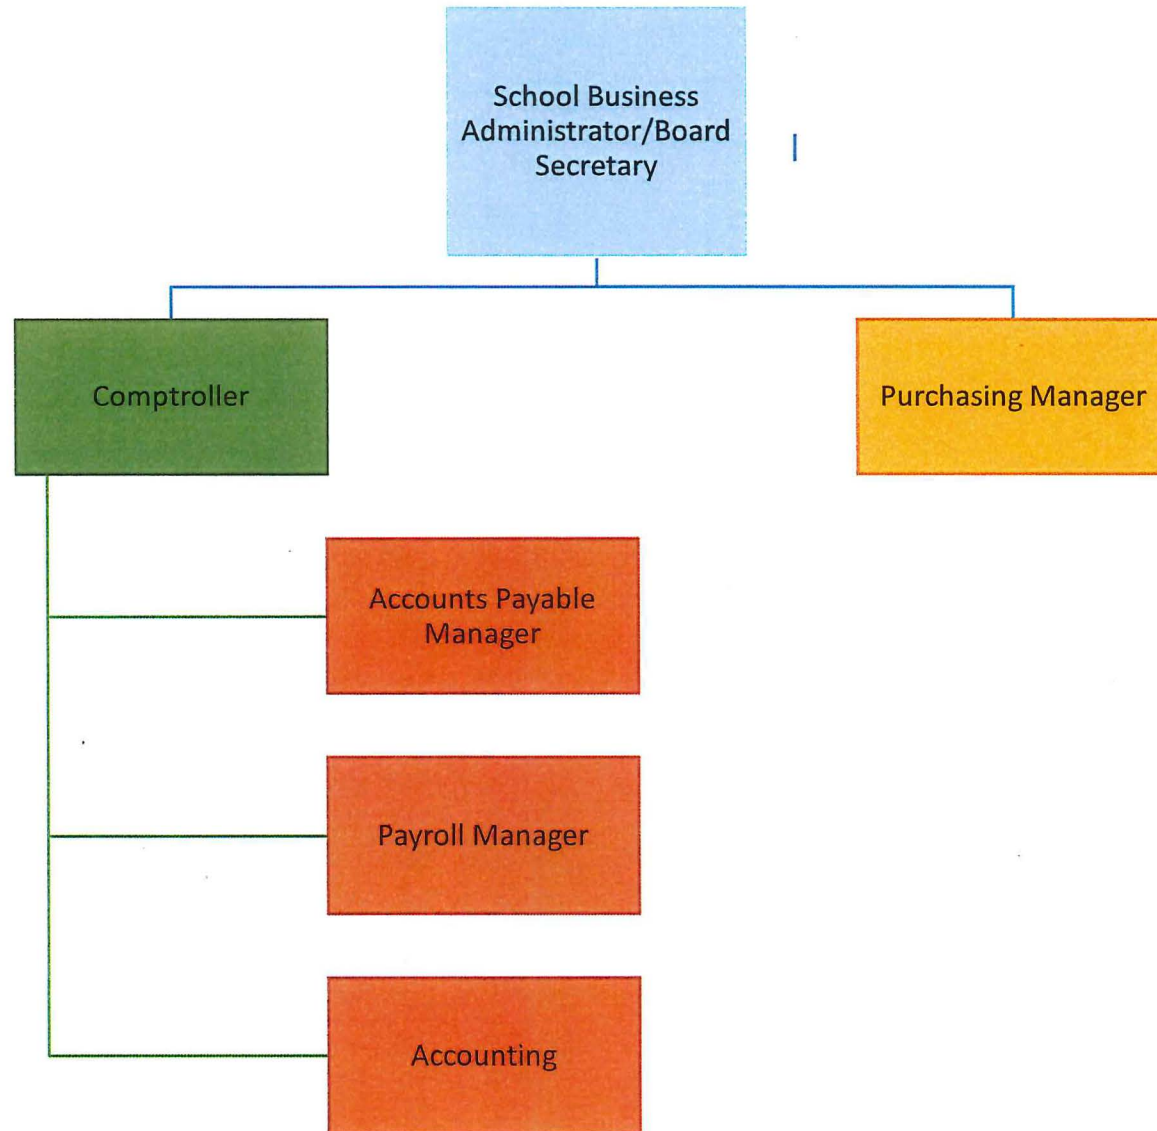 School Business
Administrator/Board
Secretary
Comptroller
Purchasing Manager
Accounts Payable
Manager
Payroll Manager
Accounting